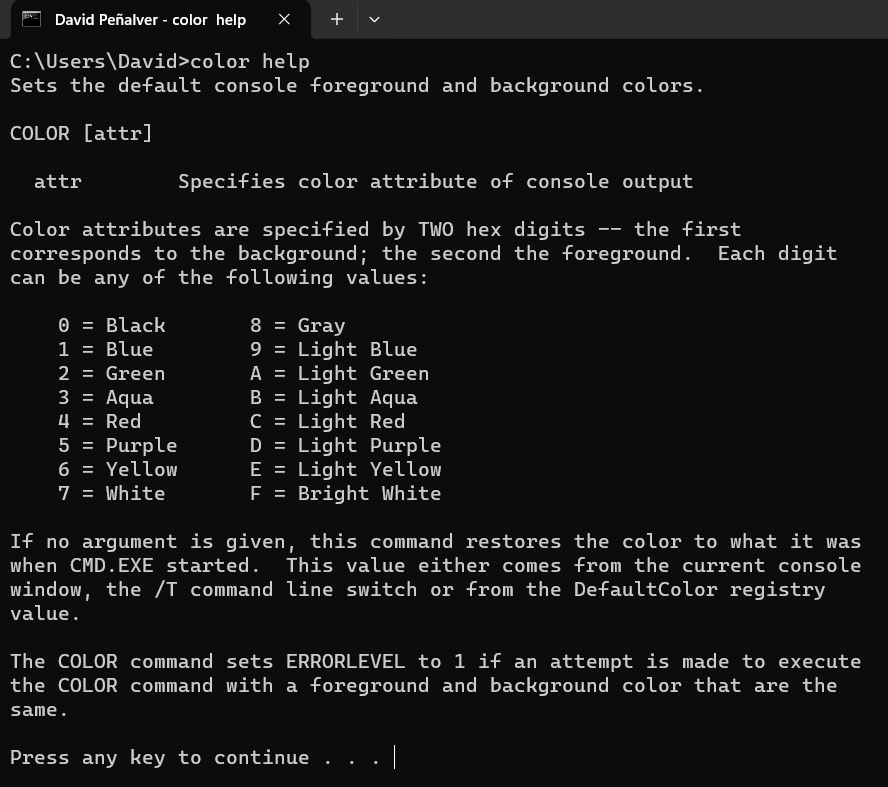 David Peñalver - color  help
C:\Users\David>color help
Sets the default console foreground and background colors.
COLOR [attr]
  attr        Specifies color attribute of console output
Color attributes are specified by TWO hex digits -- the first
corresponds to the background; the second the foreground.  Each digit
can be any of the following values:
    0 = Black       8 = Gray
    1 = Blue        9 = Light Blue
    2 = Green       A = Light Green
    3 = Aqua        B = Light Aqua
    4 = Red         C = Light Red
    5 = Purple      D = Light Purple
    6 = Yellow      E = Light Yellow
    7 = White       F = Bright White
If no argument is given, this command restores the color to what it was
when CMD.EXE started.  This value either comes from the current console
window, the /T command line switch or from the DefaultColor registry
value.
The COLOR command sets ERRORLEVEL to 1 if an attempt is made to execute
the COLOR command with a foreground and background color that are the
same.
Press any key to continue . . .